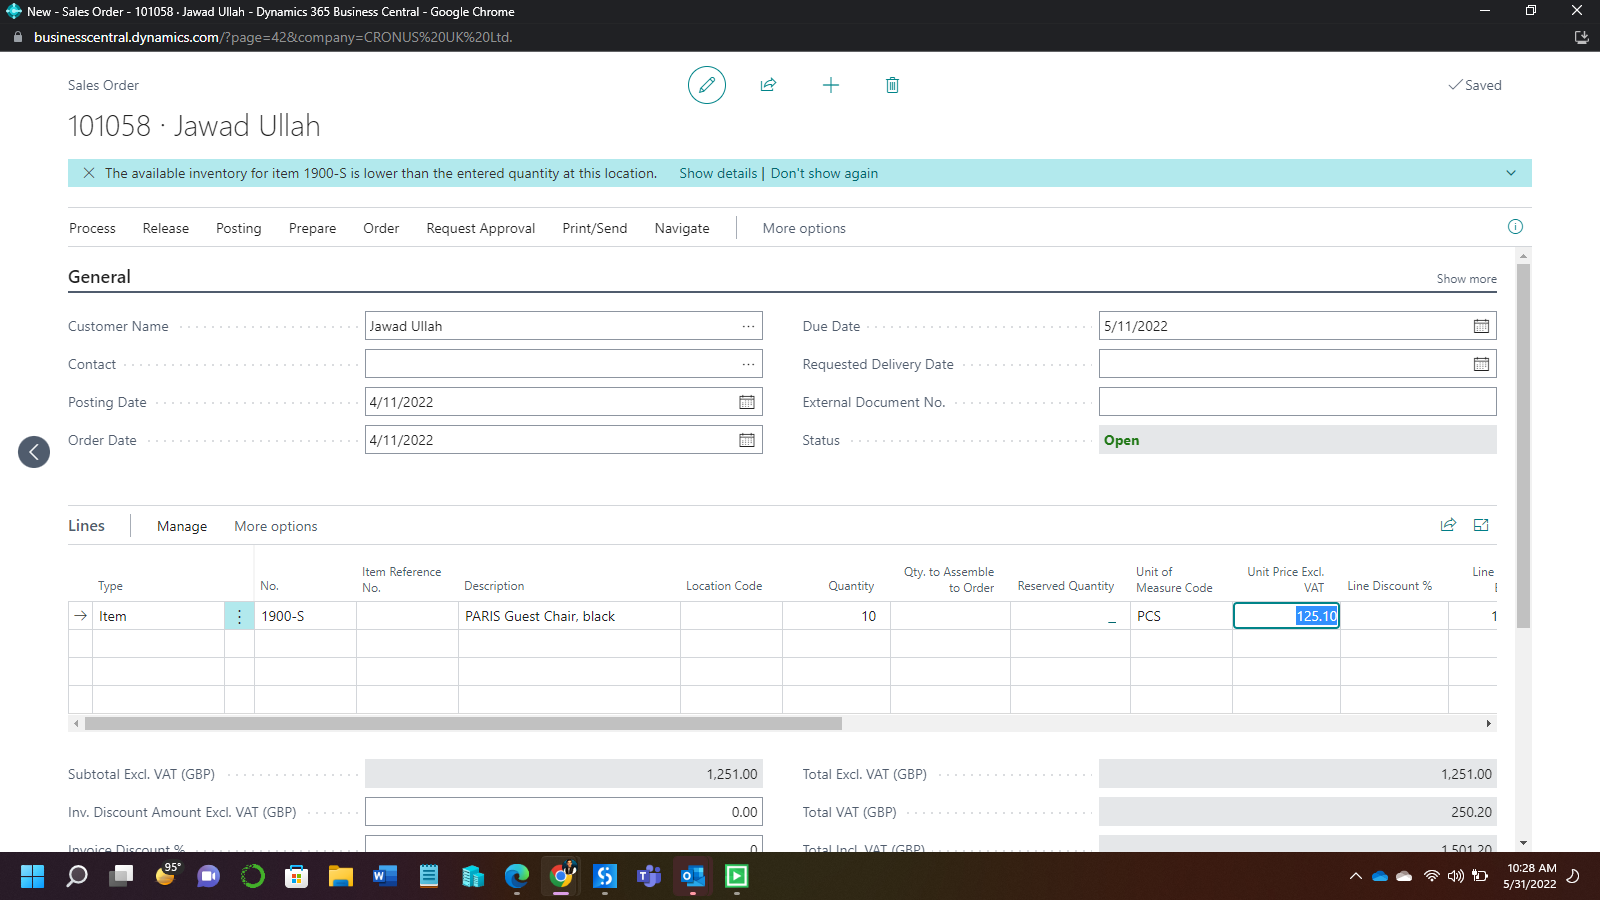 New - Sales Order - 101058 · Jawad Ullah - Dynamics 365 Business Central - Google Chrome
businesscentral.dynamics.com/?page=42&company=CRONUS%20UK%20Ltd.
Sales Order
Saved
101058 · Jawad Ullah
The available inventory for item 1900-S is lower than the entered quantity at this location. Show details | Don't show again
Process Release Posting Prepare Order Request Approval Print/Send Navigate More options
General
Show more
Customer Name Jawad Ullah Due Date 5/11/2022
Contact Requested Delivery Date
Posting Date 4/11/2022 External Document No.
Order Date 4/11/2022 Status Open
Lines Manage More options
Type No. Item Reference No. Description Location Code Quantity Qty. to Assemble to Order Reserved Quantity Unit of Measure Code Unit Price Excl. VAT Line Discount % Line
Item 1900-S PARIS Guest Chair, black 10 _ PCS 125.10 1
Subtotal Excl. VAT (GBP) 1,251.00 Total Excl. VAT (GBP) 1,251.00
Inv. Discount Amount Excl. VAT (GBP) 0.00 Total VAT (GBP) 250.20
Invoice Discount % 0 Total Incl. VAT (GBP) 1,501.20
95°
10:28 AM
5/31/2022